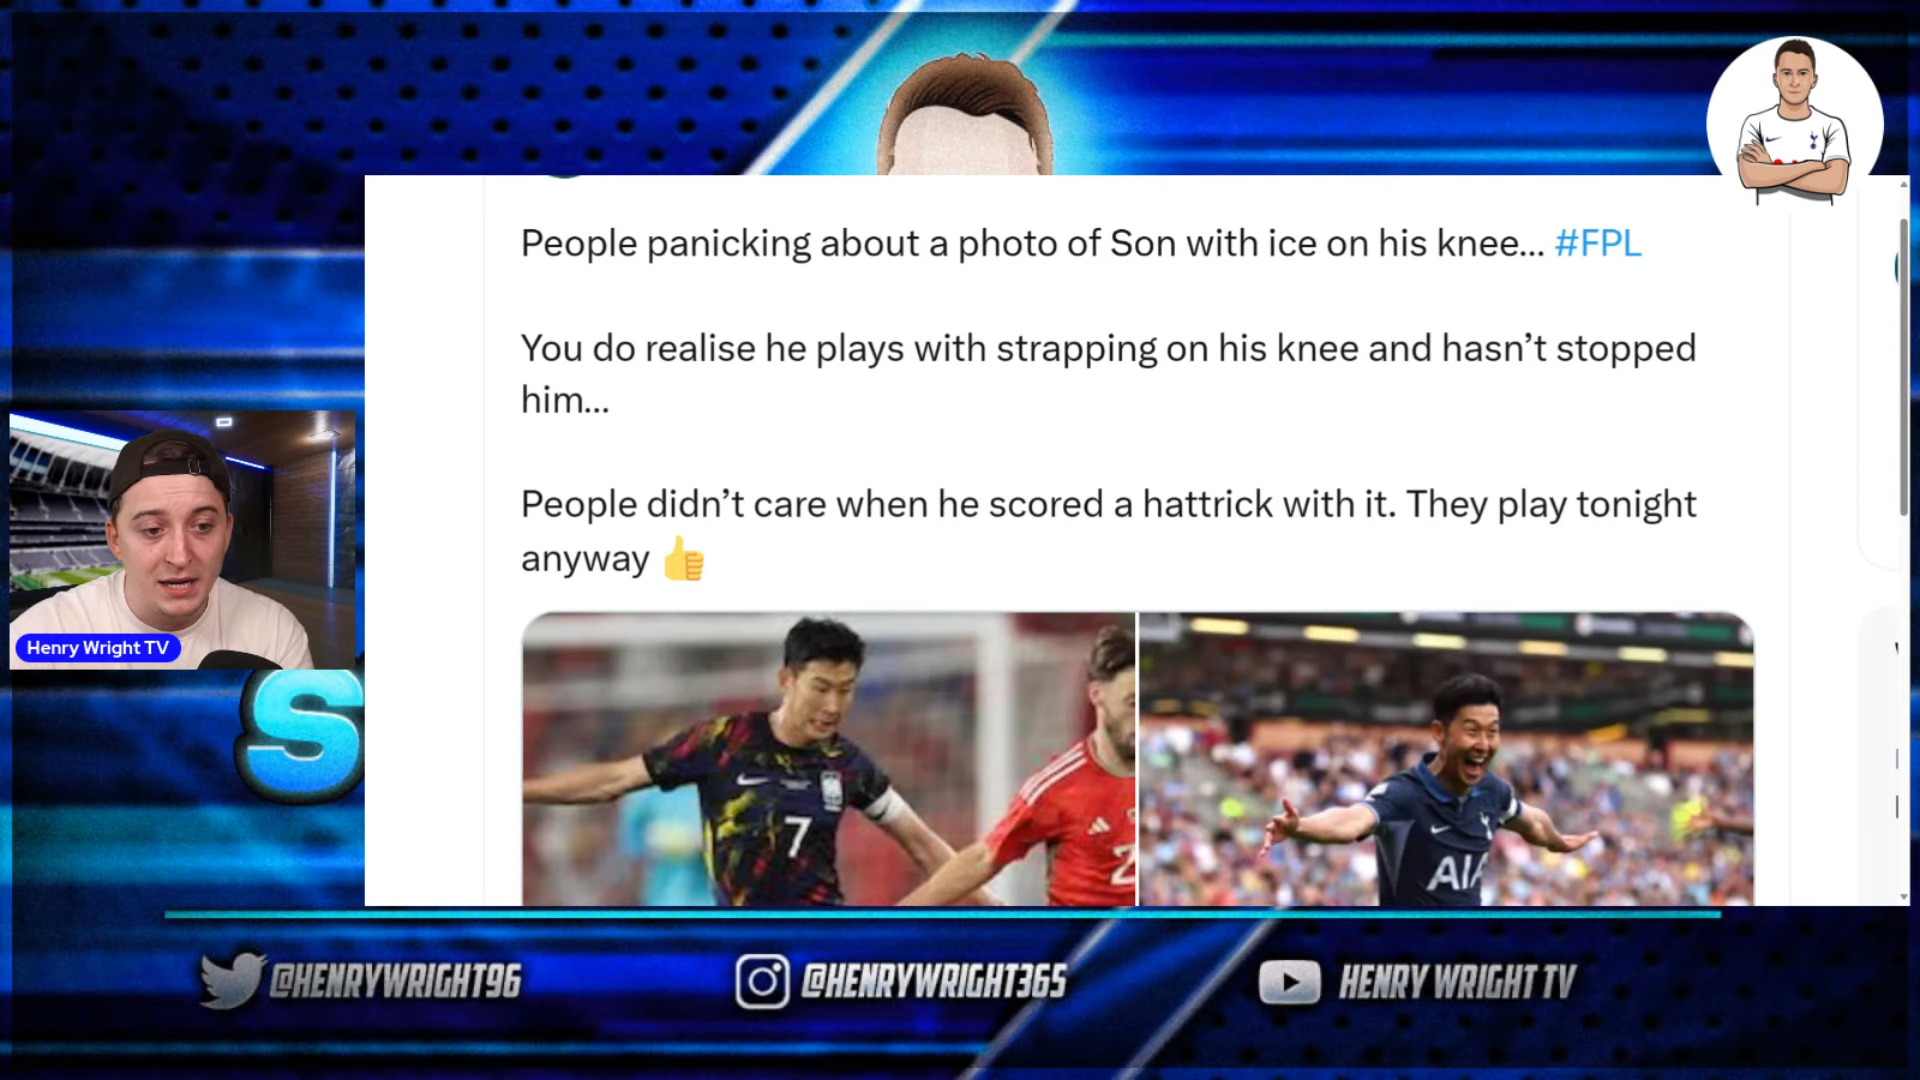 People panicking about a photo of Son with ice on his knee... #FPL
You do realise he plays with strapping on his knee and hasn’t stopped
him...
People didn’t care when he scored a hattrick with it. They play tonight
anyway 👍
7
2
AIA
Henry Wright TV
S
@HENRYWRIGHT96
@HENRYWRIGHT365
HENRY WRIGHT TV